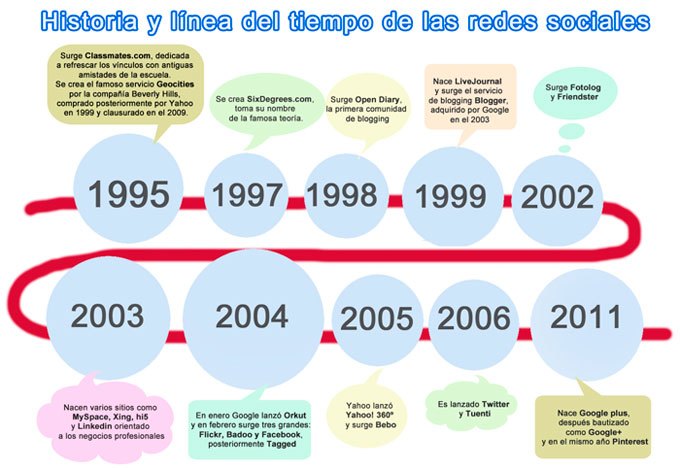 Historia y línea del tiempo de las redes sociales
Surge Classmates.com, dedicada
a refrescar los vínculos con antiguas
amistades de la escuela.
Se crea el famoso servicio Geocities
por la compañía Beverly Hills,
comprado posteriormente por Yahoo
en 1999 y clausurado en el 2009.
Se crea SixDegrees.com,
toma su nombre
de la famosa teoría.
Surge Open Diary,
la primera comunidad
de blogging
Nace LiveJournal
y surge el servicio
de blogging Blogger,
adquirido por Google
en el 2003
Surge Fotolog
y Friendster
1995
1997
1998
1999
2002
2003
2004
2005
2006
2011
Nacen varios sitios como
MySpace, Xing, hi5
y Linkedin orientado
a los negocios profesionales
En enero Google lanzó Orkut
y en febrero surge tres grandes:
Flickr, Badoo y Facebook,
posteriormente Tagged
Yahoo lanzó
Yahoo! 360º
y surge Bebo
Es lanzado Twitter
y Tuenti
Nace Google plus,
después bautizado
como Google+
y en el mismo año Pinterest